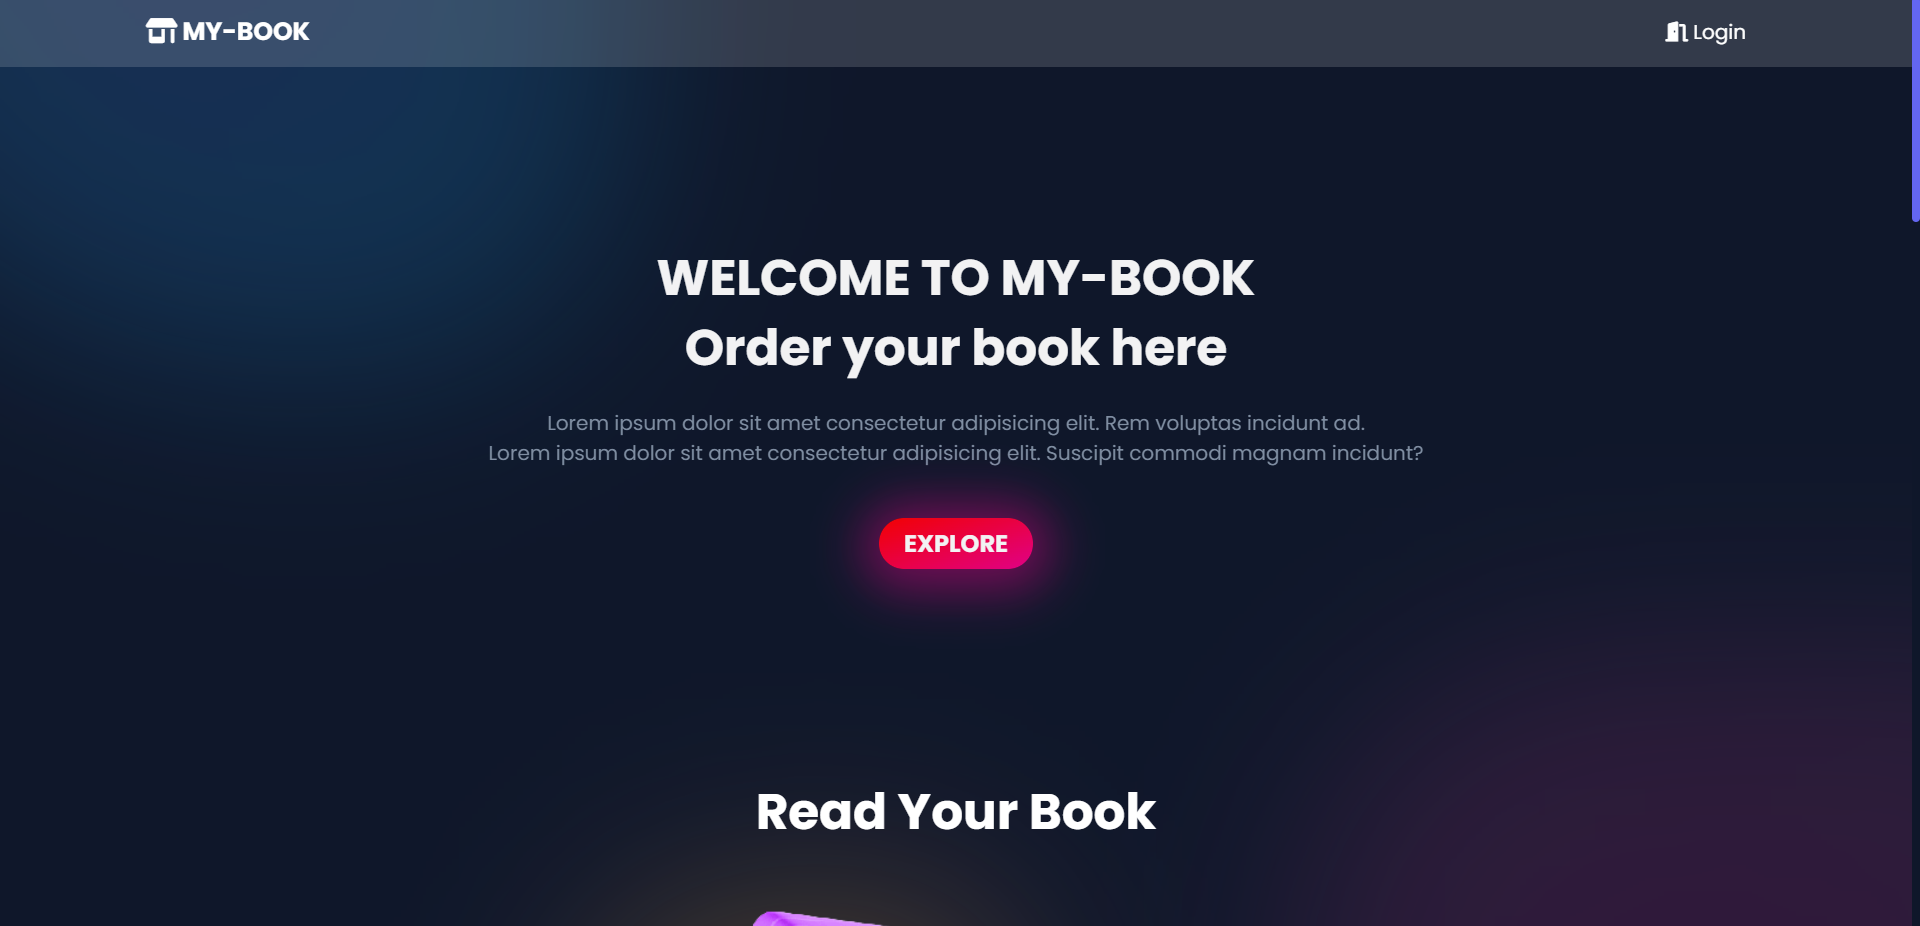 MY-BOOK
Login
WELCOME TO MY-BOOK
Order your book here
Lorem ipsum dolor sit amet consectetur adipisicing elit. Rem voluptas incidunt ad.
Lorem ipsum dolor sit amet consectetur adipisicing elit. Suscipit commodi magnam incidunt?
EXPLORE
Read Your Book